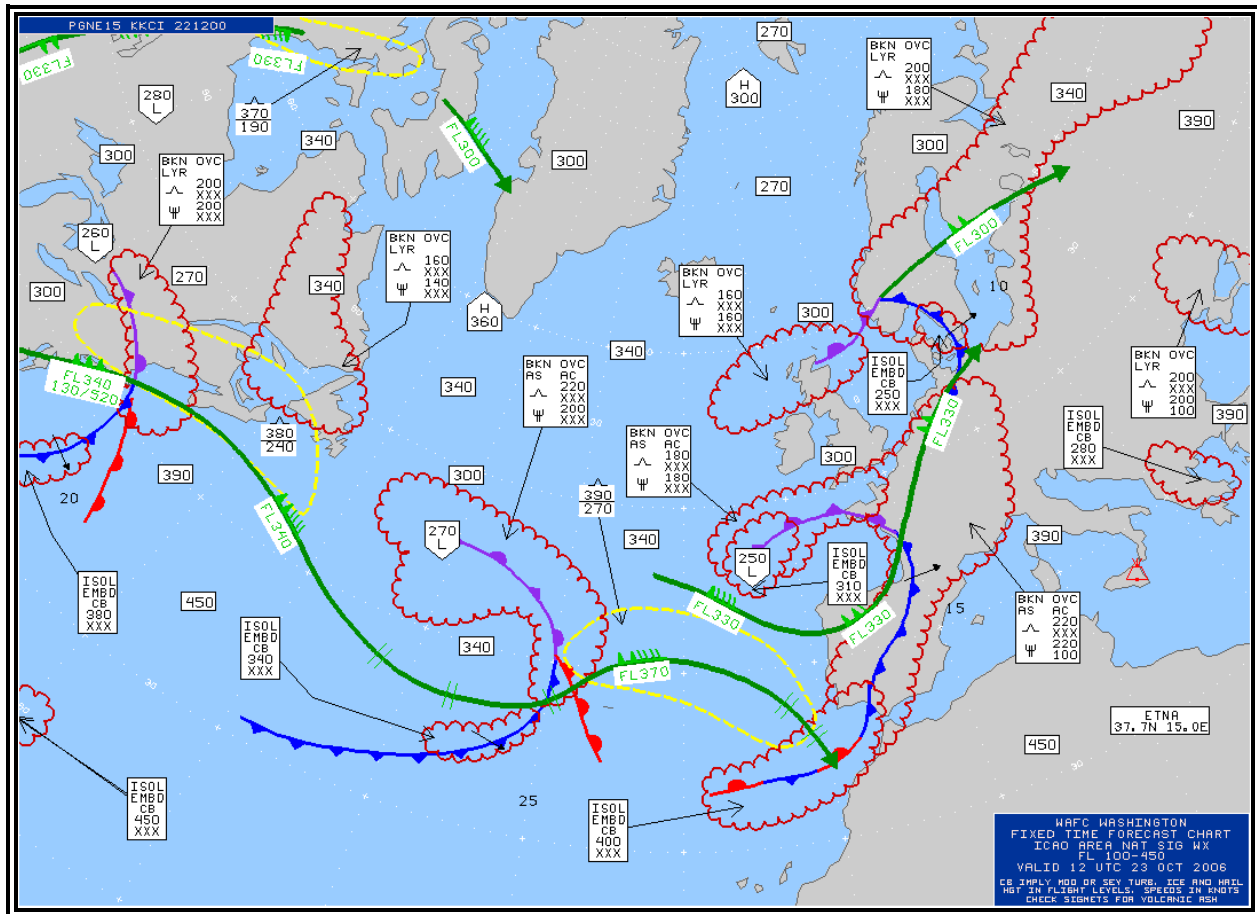 PGNE15 KKCI 221200
FL330
FL330
280
L
370
190
340
300
FL300
270
H
300
BKN OVC
LYR
200
XXX
180
XXX
340
390
300
300
270
BKN OVC
LYR
200
XXX
200
XXX
260
L
300
270
340
BKN OVC
LYR
160
XXX
140
XXX
H
360
BKN OVC
LYR
160
XXX
160
XXX
300
FL300
10
340
340
BKN OVC
AS AC
220
XXX
200
XXX
ISOL
EMBD
CB
250
XXX
BKN OVC
LYR
200
XXX
200
100
FL340
130/520
380
240
390
20
FL340
300
BKN OVC
AS AC
180
XXX
180
XXX
300
FL330
390
270
340
ISOL
EMBD
CB
280
XXX
390
390
270
L
250
L
ISOL
EMBD
CB
310
XXX
ISOL
EMBD
CB
380
XXX
450
FL330
FL330
15
BKN OVC
AS AC
220
XXX
220
100
ISOL
EMBD
CB
340
XXX
340
FL370
30
ETNA
37.7N 15.0E
450
30
ISOL
EMBD
CB
450
XXX
25
ISOL
EMBD
CB
400
XXX
WAFC WASHINGTON
FIXED TIME FORECAST CHART
ICAO AREA NAT SIG WX
FL 100-450
VALID 12 UTC 23 OCT 2006
CB IMPLY MOD OR SEV TURB, ICE AND HAIL
HGT IN FLIGHT LEVELS. SPEEDS IN KNOTS
CHECK SIGMETS FOR VOLCANIC ASH